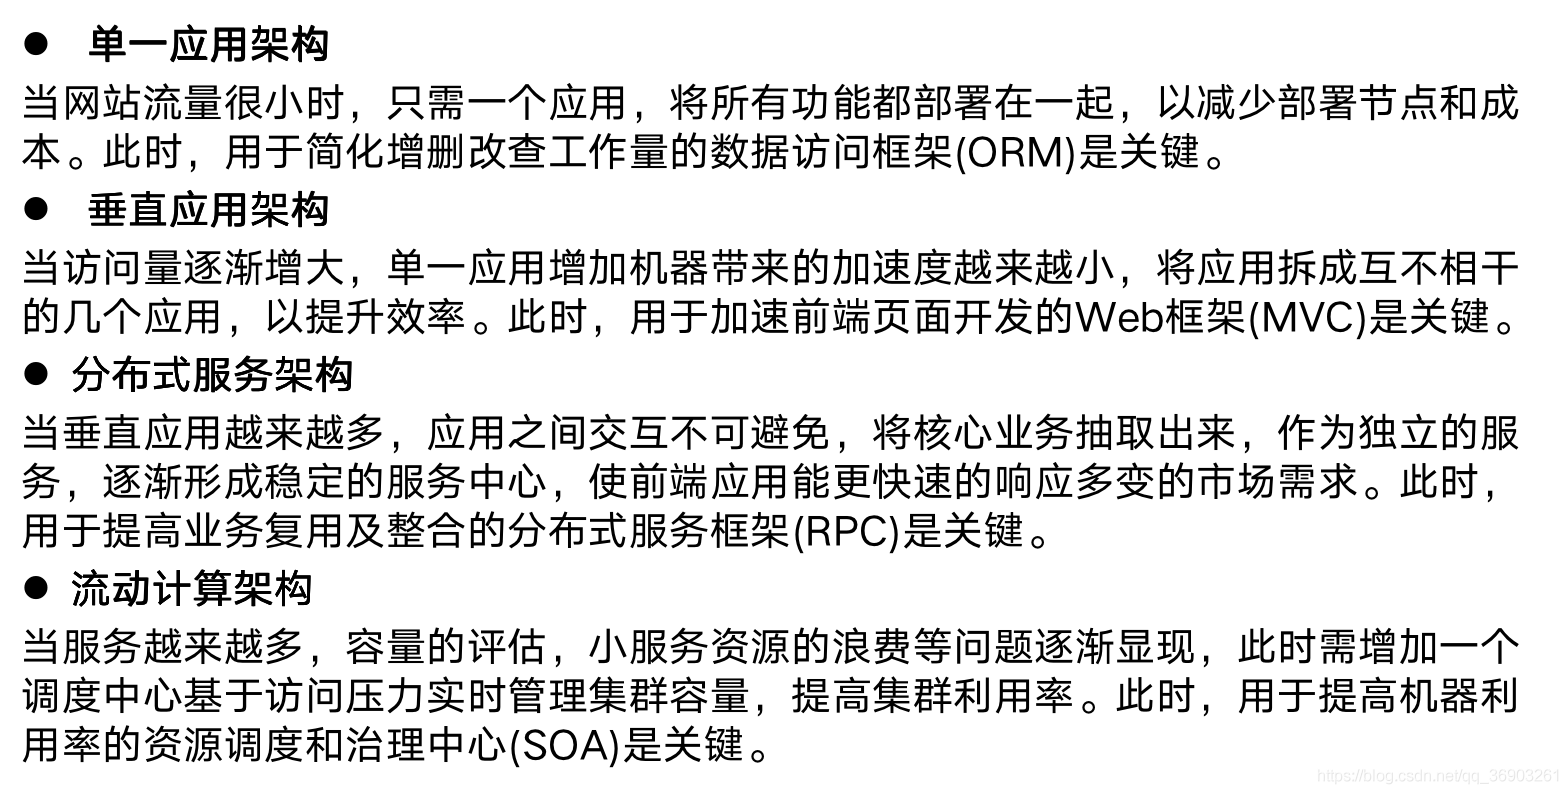 ● 单一应用架构
当网站流量很小时，只需一个应用，将所有功能都部署在一起，以减少部署节点和成
本。此时，用于简化增删改查工作量的数据访问框架(ORM)是关键。
● 垂直应用架构
当访问量逐渐增大，单一应用增加机器带来的加速度越来越小，将应用拆成互不相干
的几个应用，以提升效率。此时，用于加速前端页面开发的Web框架(MVC)是关键。
● 分布式服务架构
当垂直应用越来越多，应用之间交互不可避免，将核心业务抽取出来，作为独立的服
务，逐渐形成稳定的服务中心，使前端应用能更快速的响应多变的市场需求。此时，
用于提高业务复用及整合的分布式服务框架(RPC)是关键。
● 流动计算架构
当服务越来越多，容量的评估，小服务资源的浪费等问题逐渐显现，此时需增加一个
调度中心基于访问压力实时管理集群容量，提高集群利用率。此时，用于提高机器利
用率的资源调度和治理中心(SOA)是关键。
https://blog.csdn.net/qq_36903261